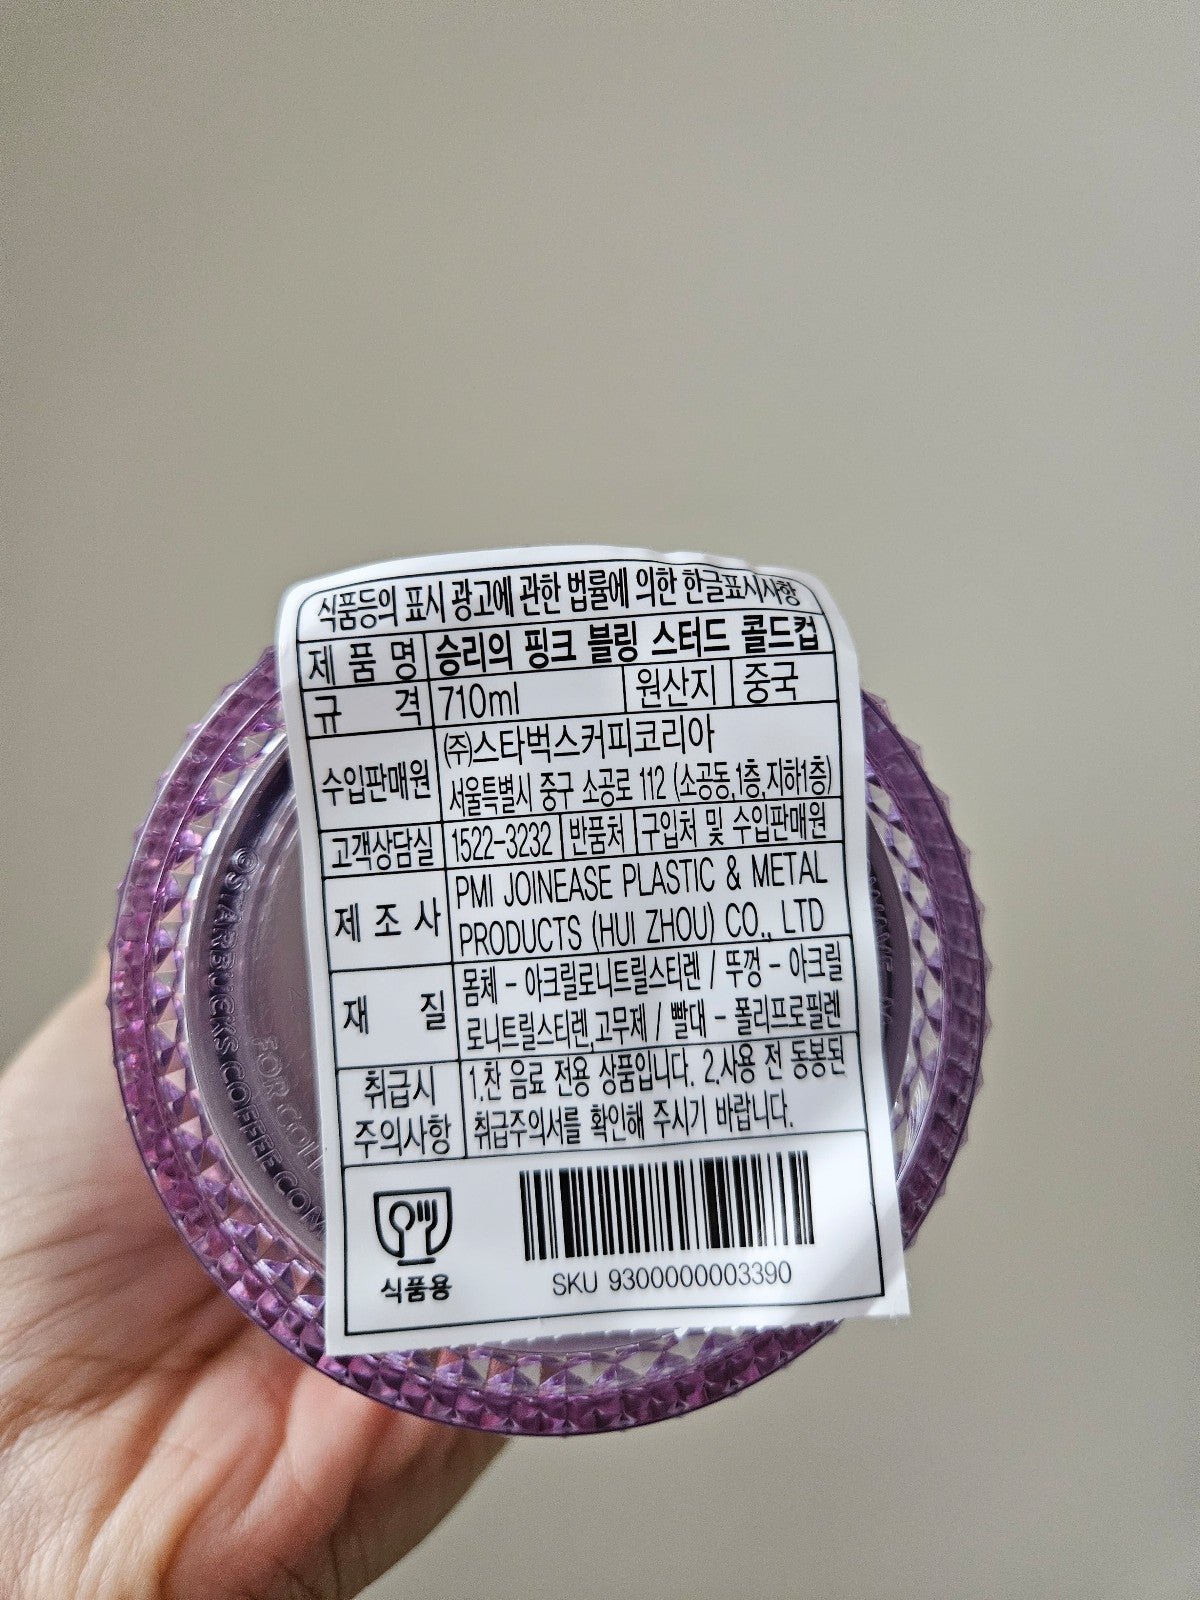 식품등의 표시 광고에 관한 법률에 의한 한글표시사항
제 품 명 승리의 핑크 블링 스터드 콜드컵
규 격 710ml 원산지 중국
수입판매원 (주)스타벅스커피코리아
서울특별시 중구 소공로 112 (소공동,1층,지하1층)
고객상담실 1522-3232 반품처 구입처 및 수입판매원
제 조 사 PMI JOINEASE PLASTIC & METAL
PRODUCTS (HUI ZHOU) CO., LTD
재 질 몸체 - 아크릴로니트릴스티렌 / 뚜껑 - 아크릴
로니트릴스티렌,고무제 / 빨대 - 폴리프로필렌
취급시 주의사항 1.찬 음료 전용 상품입니다. 2.사용 전 동봉된
취급주의서를 확인해 주시기 바랍니다.
식품용
SKU 9300000003390
©STARBUCKS COFFEE COM
FOR COL